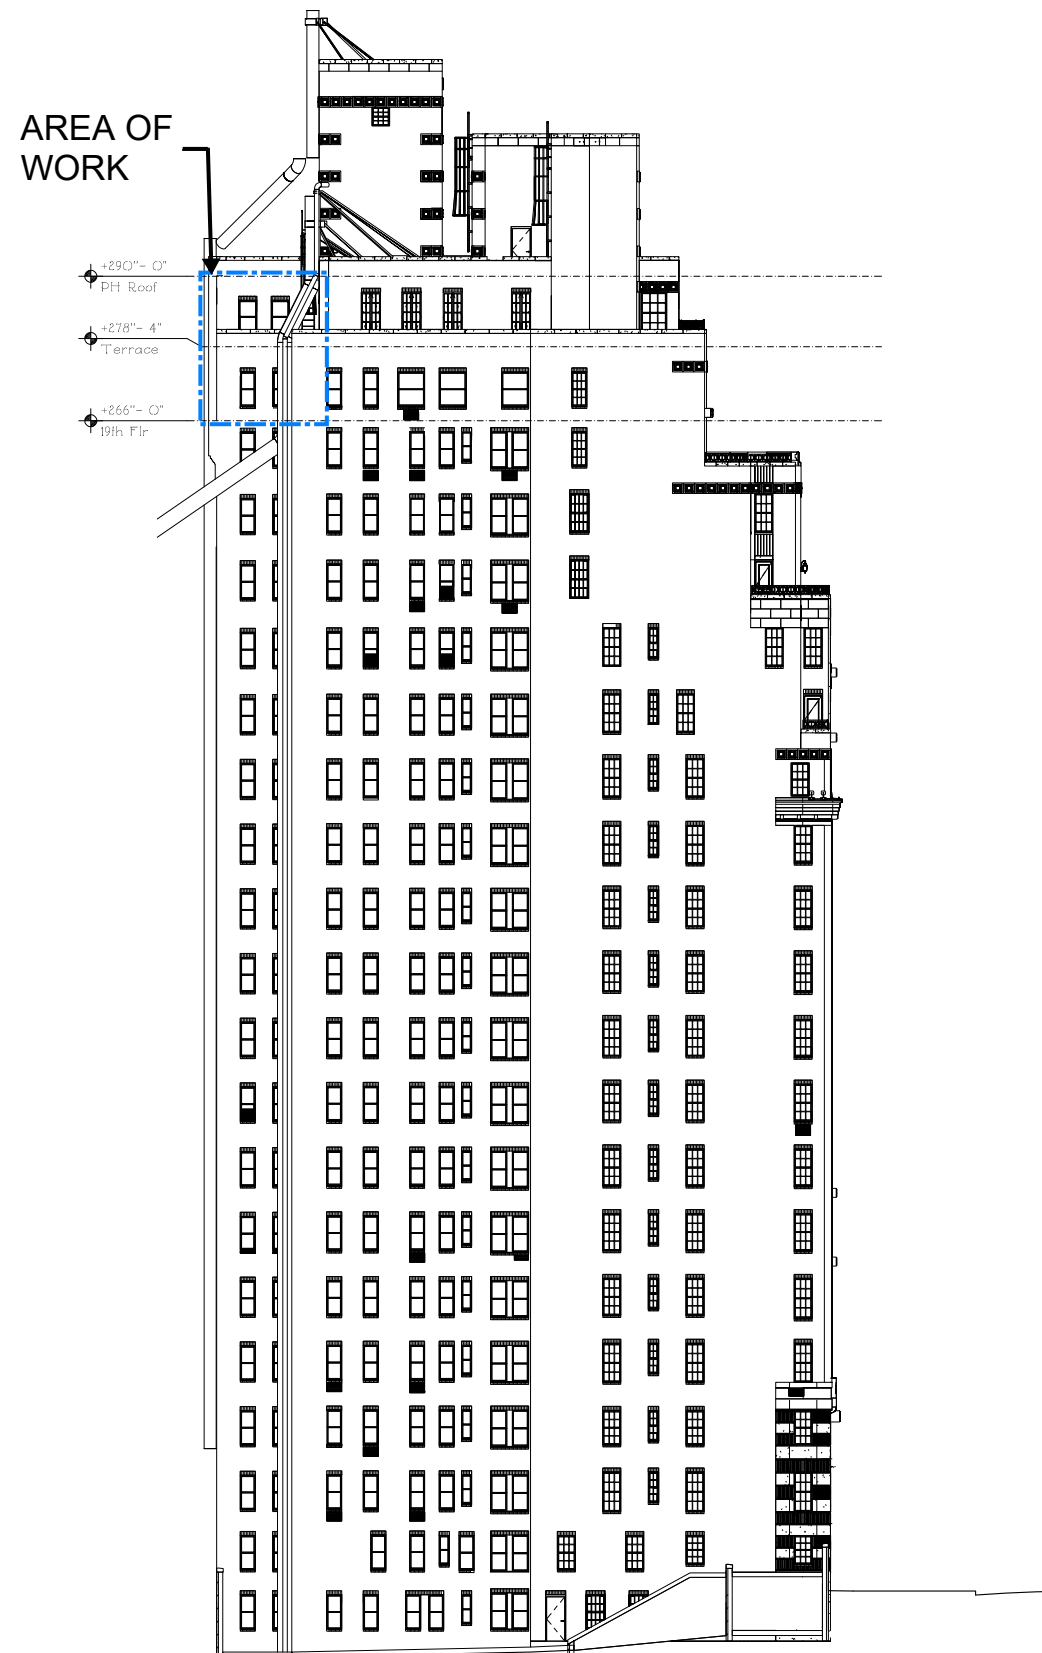 AREA OF
WORK
+290"- 0"
PH Roof
+278"- 4"
Terrace
+266"- 0"
19th Flr